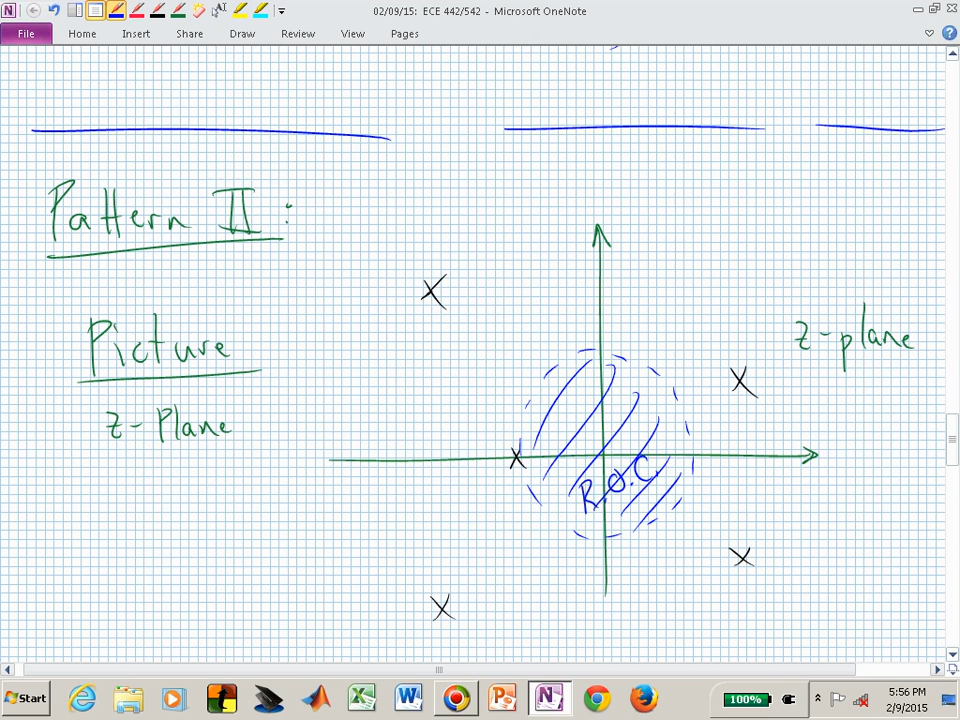 02/09/15: ECE 442/542 - Microsoft OneNote
File Home Insert Share Draw Review View Pages
Pattern II:
Picture
z-Plane
z-plane
R.O.C.
Start
100%
5:56 PM
2/9/2015